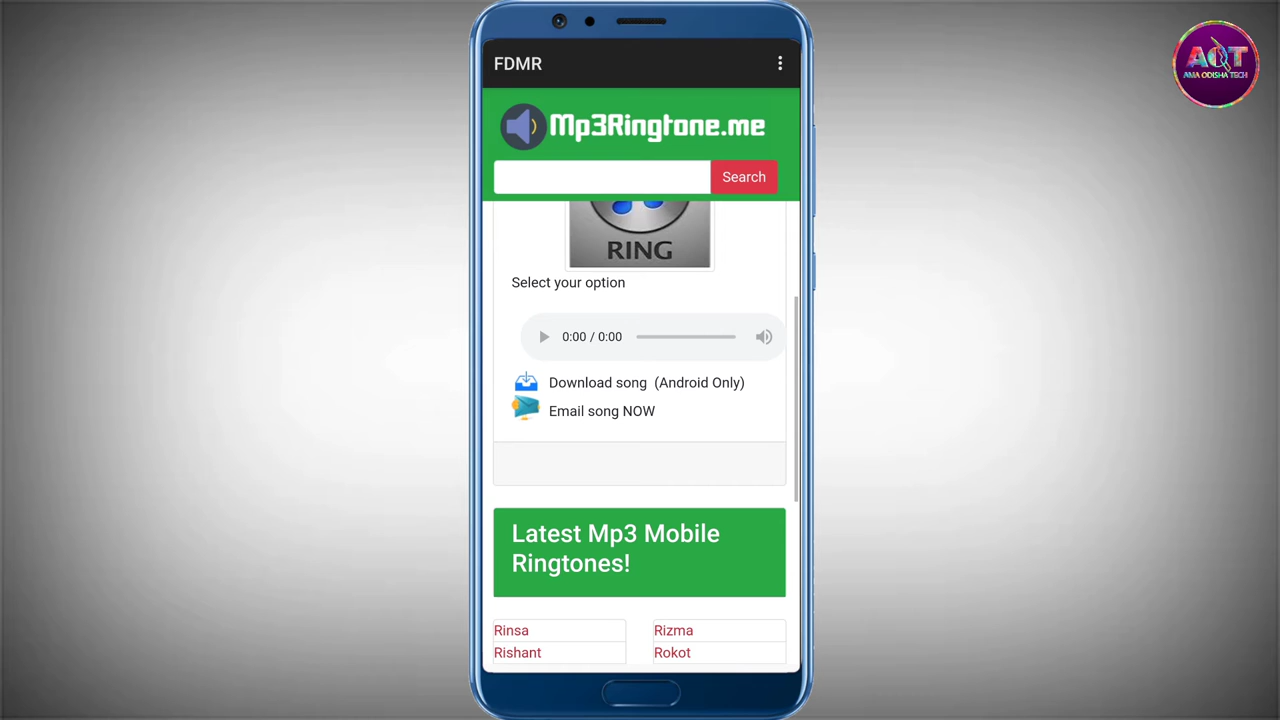 FDMR
AOT
AMA ODISHA TECH
Mp3Ringtone.me
Search
RING
Select your option
0:00 / 0:00
Download song (Android Only)
Email song NOW
Latest Mp3 Mobile
Ringtones!
Rinsa
Rizma
Rishant
Rokot